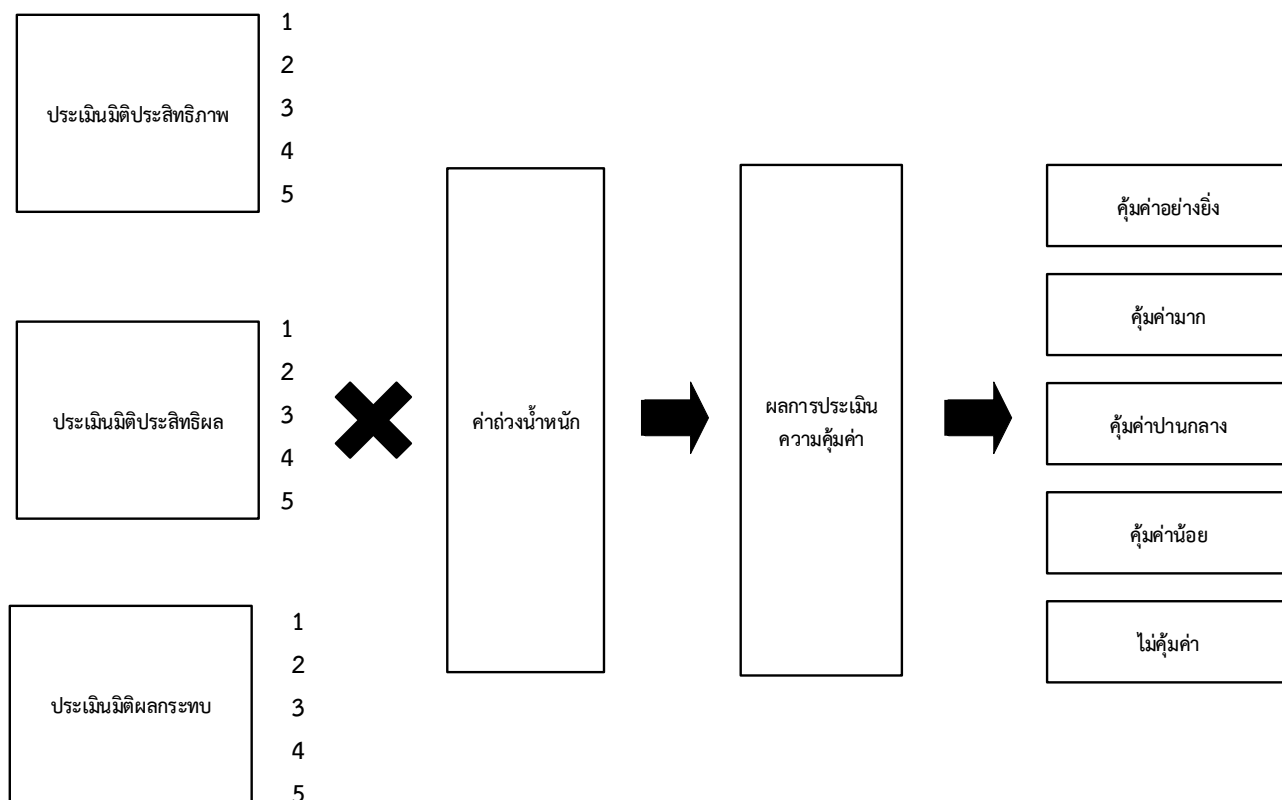 ประเมินมิติประสิทธิภาพ
1
2
3
4
5
ประเมินมิติประสิทธิผล
1
2
3
4
5
ประเมินมิติผลกระทบ
1
2
3
4
5
ค่าถ่วงน้ำหนัก
ผลการประเมิน
ความคุ้มค่า
คุ้มค่าอย่างยิ่ง
คุ้มค่ามาก
คุ้มค่าปานกลาง
คุ้มค่าน้อย
ไม่คุ้มค่า